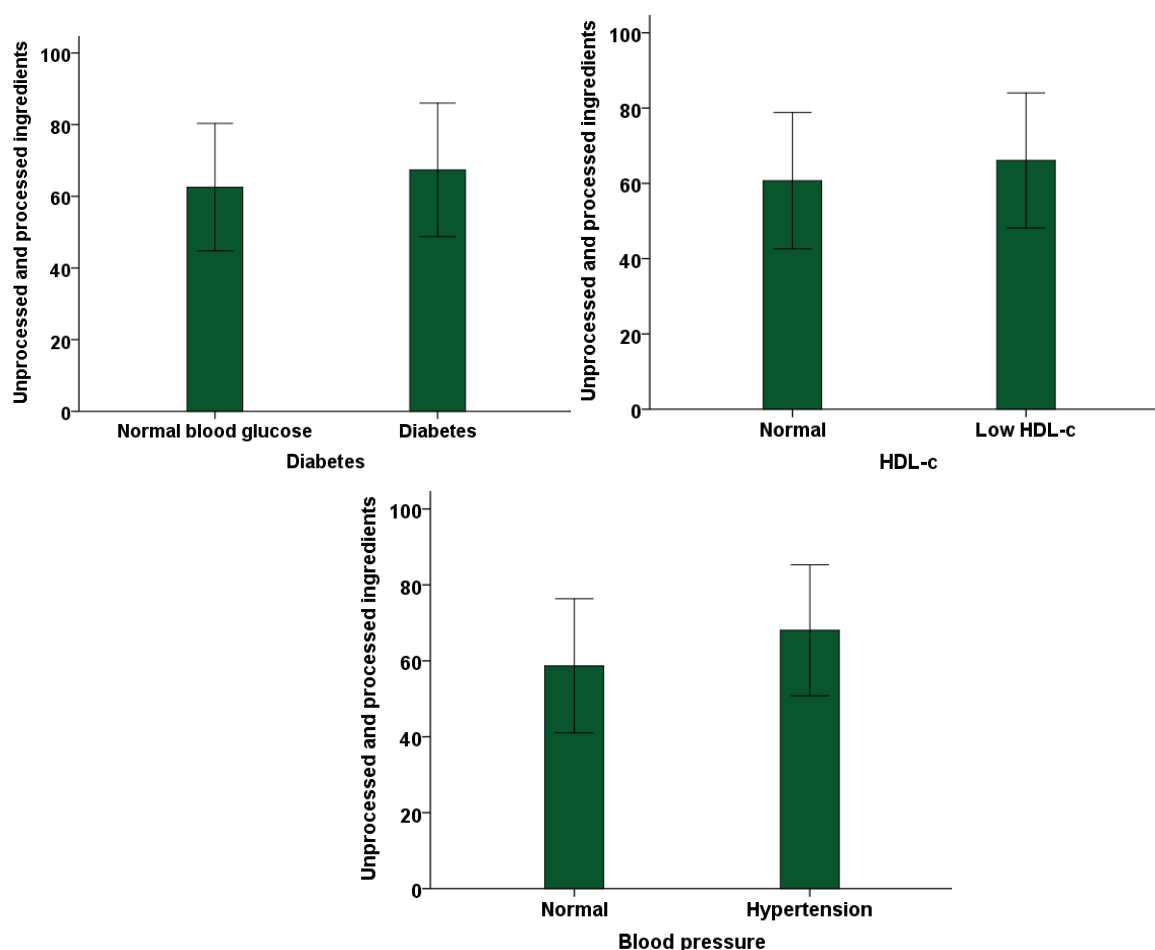 Unprocessed and processed ingredients
100
80
60
40
20
0
Normal blood glucose
Diabetes
Diabetes
Unprocessed and processed ingredients
100
80
60
40
20
0
Normal
Low HDL-c
HDL-c
Unprocessed and processed ingredients
100
80
60
40
20
0
Normal
Hypertension
Blood pressure